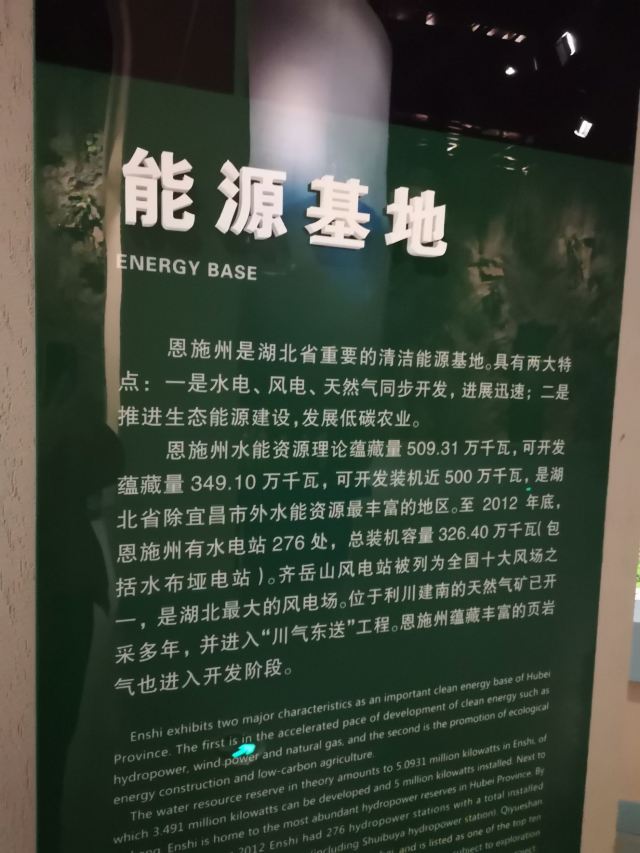 能源基地
ENERGY BASE
恩施州是湖北省重要的清洁能源基地。具有两大特
点：一是水电、风电、天然气同步开发，进展迅速；二是
推进生态能源建设，发展低碳农业。
恩施州水能资源理论蕴藏量 509.31 万千瓦，可开发
蕴藏量 349.10 万千瓦，可开发装机近 500 万千瓦，是湖
北省除宜昌市外水能资源最丰富的地区。至 2012 年底，
恩施州有水电站 276 处，总装机容量 326.40 万千瓦（包
括水布垭电站）。齐岳山风电站被列为全国十大风场之
一，是湖北最大的风电场。位于利川建南的天然气矿已开
采多年，并进入“川气东送”工程。恩施州蕴藏丰富的页岩
气也进入开发阶段。
Enshi exhibits two major characteristics as an important clean energy base of Hubei
Province. The first is in the accelerated pace of development of clean energy such as
hydropower, wind power and natural gas, and the second is the promotion of ecological
energy construction and low-carbon agriculture.
The water resource reserve in theory amounts to 5.0931 million kilowatts in Enshi, of
which 3.491 million kilowatts can be developed and 5 million kilowatts installed. Next to
Enshi is home to the most abundant hydropower reserves in Hubei Province. By
2012 Enshi had 276 hydropower stations with a total installed
(including Shuibuya hydropower station). Qiyueshan
and is listed as one of the top ten
subject to exploration